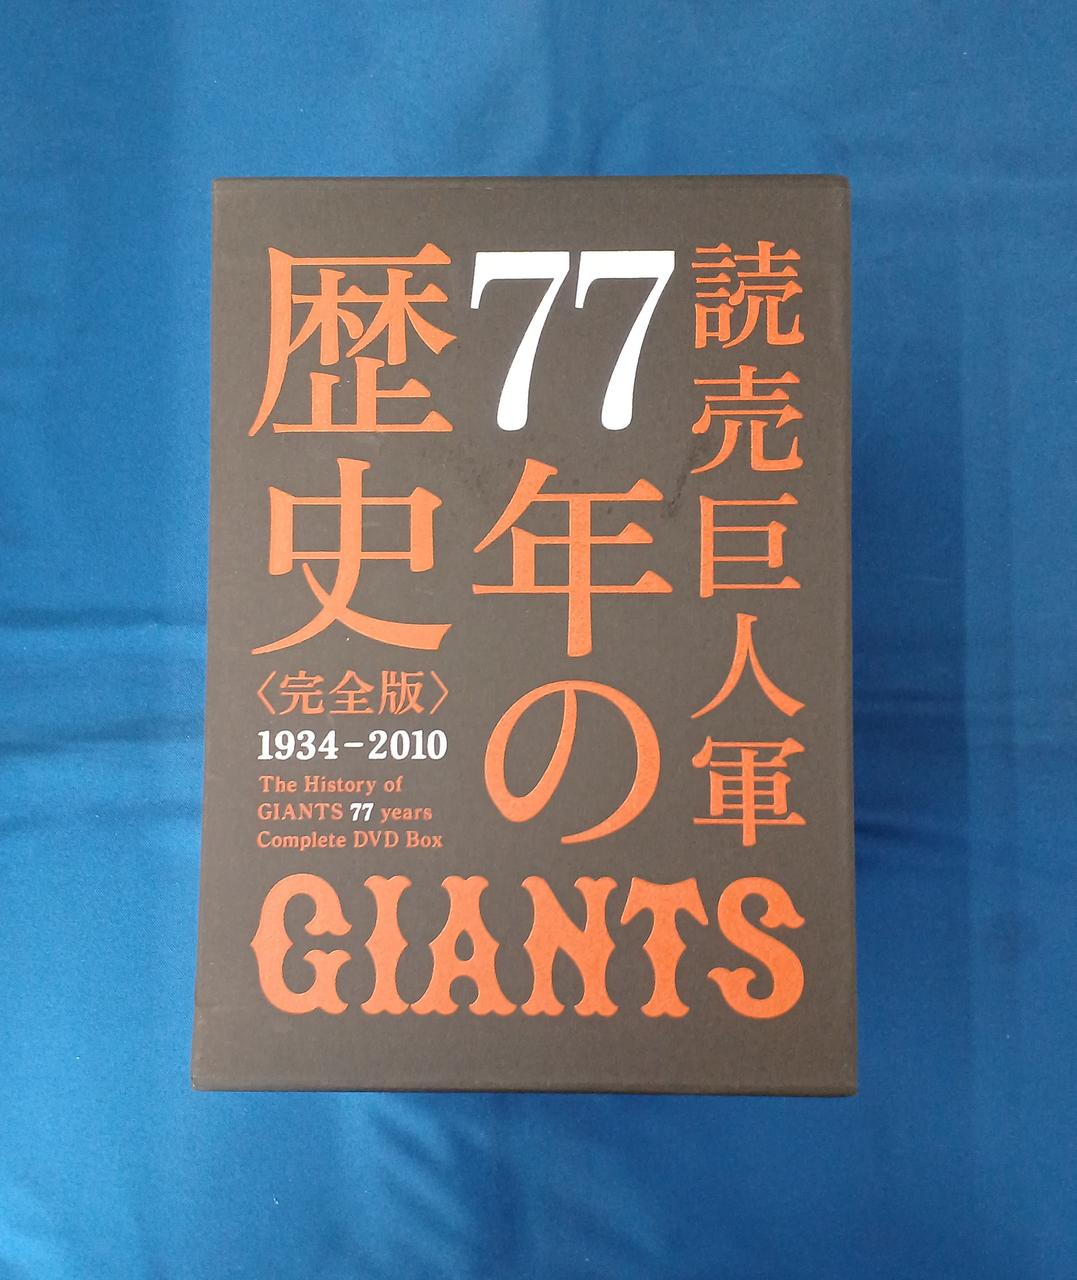 読売巨人軍
77年の
歴史
〈完全版〉
1934-2010
The History of
GIANTS 77 years
Complete DVD Box
GIANTS